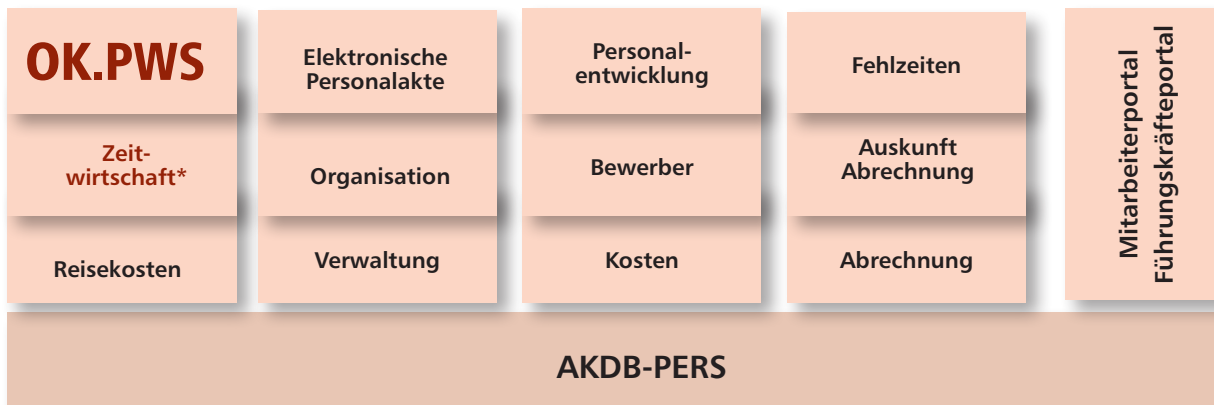 OK.PWS
Zeit-
wirtschaft*
Reisekosten
Elektronische
Personalakte
Organisation
Verwaltung
Personal-
entwicklung
Bewerber
Kosten
Fehlzeiten
Auskunft
Abrechnung
Abrechnung
Mitarbeiterportal
Führungskräfteportal
AKDB-PERS